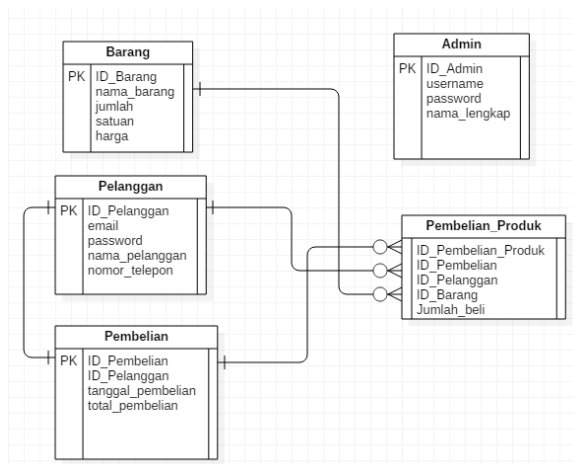 Barang
PK
ID_Barang
nama_barang
jumlah
satuan
harga
Admin
PK
ID_Admin
username
password
nama_lengkap
Pelanggan
PK
ID_Pelanggan
email
password
nama_pelanggan
nomor_telepon
Pembelian_Produk
ID_Pembelian_Produk
ID_Pembelian
ID_Pelanggan
ID_Barang
Jumlah_beli
Pembelian
PK
ID_Pembelian
ID_Pelanggan
tanggal_pembelian
total_pembelian